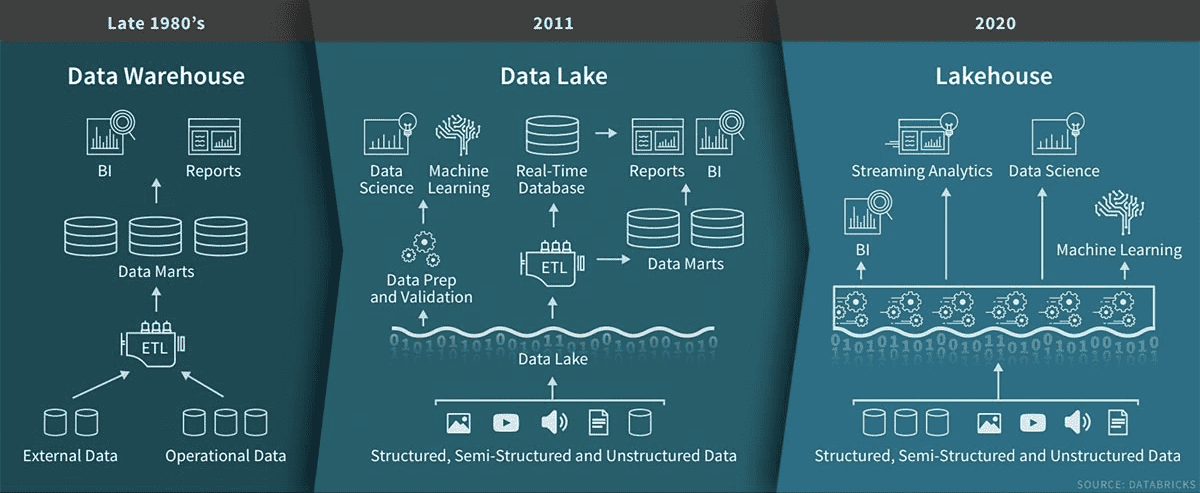 Late 1980's
Data Warehouse
BI
Reports
Data Marts
ETL
External Data
Operational Data
2011
Data Lake
Data
Science
Machine
Learning
Real-Time
Database
Reports
BI
Data Prep
and Validation
ETL
Data Marts
Data Lake
Structured, Semi-Structured and Unstructured Data
2020
Lakehouse
Streaming Analytics
Data Science
BI
Machine Learning
Structured, Semi-Structured and Unstructured Data
SOURCE: DATABRICKS